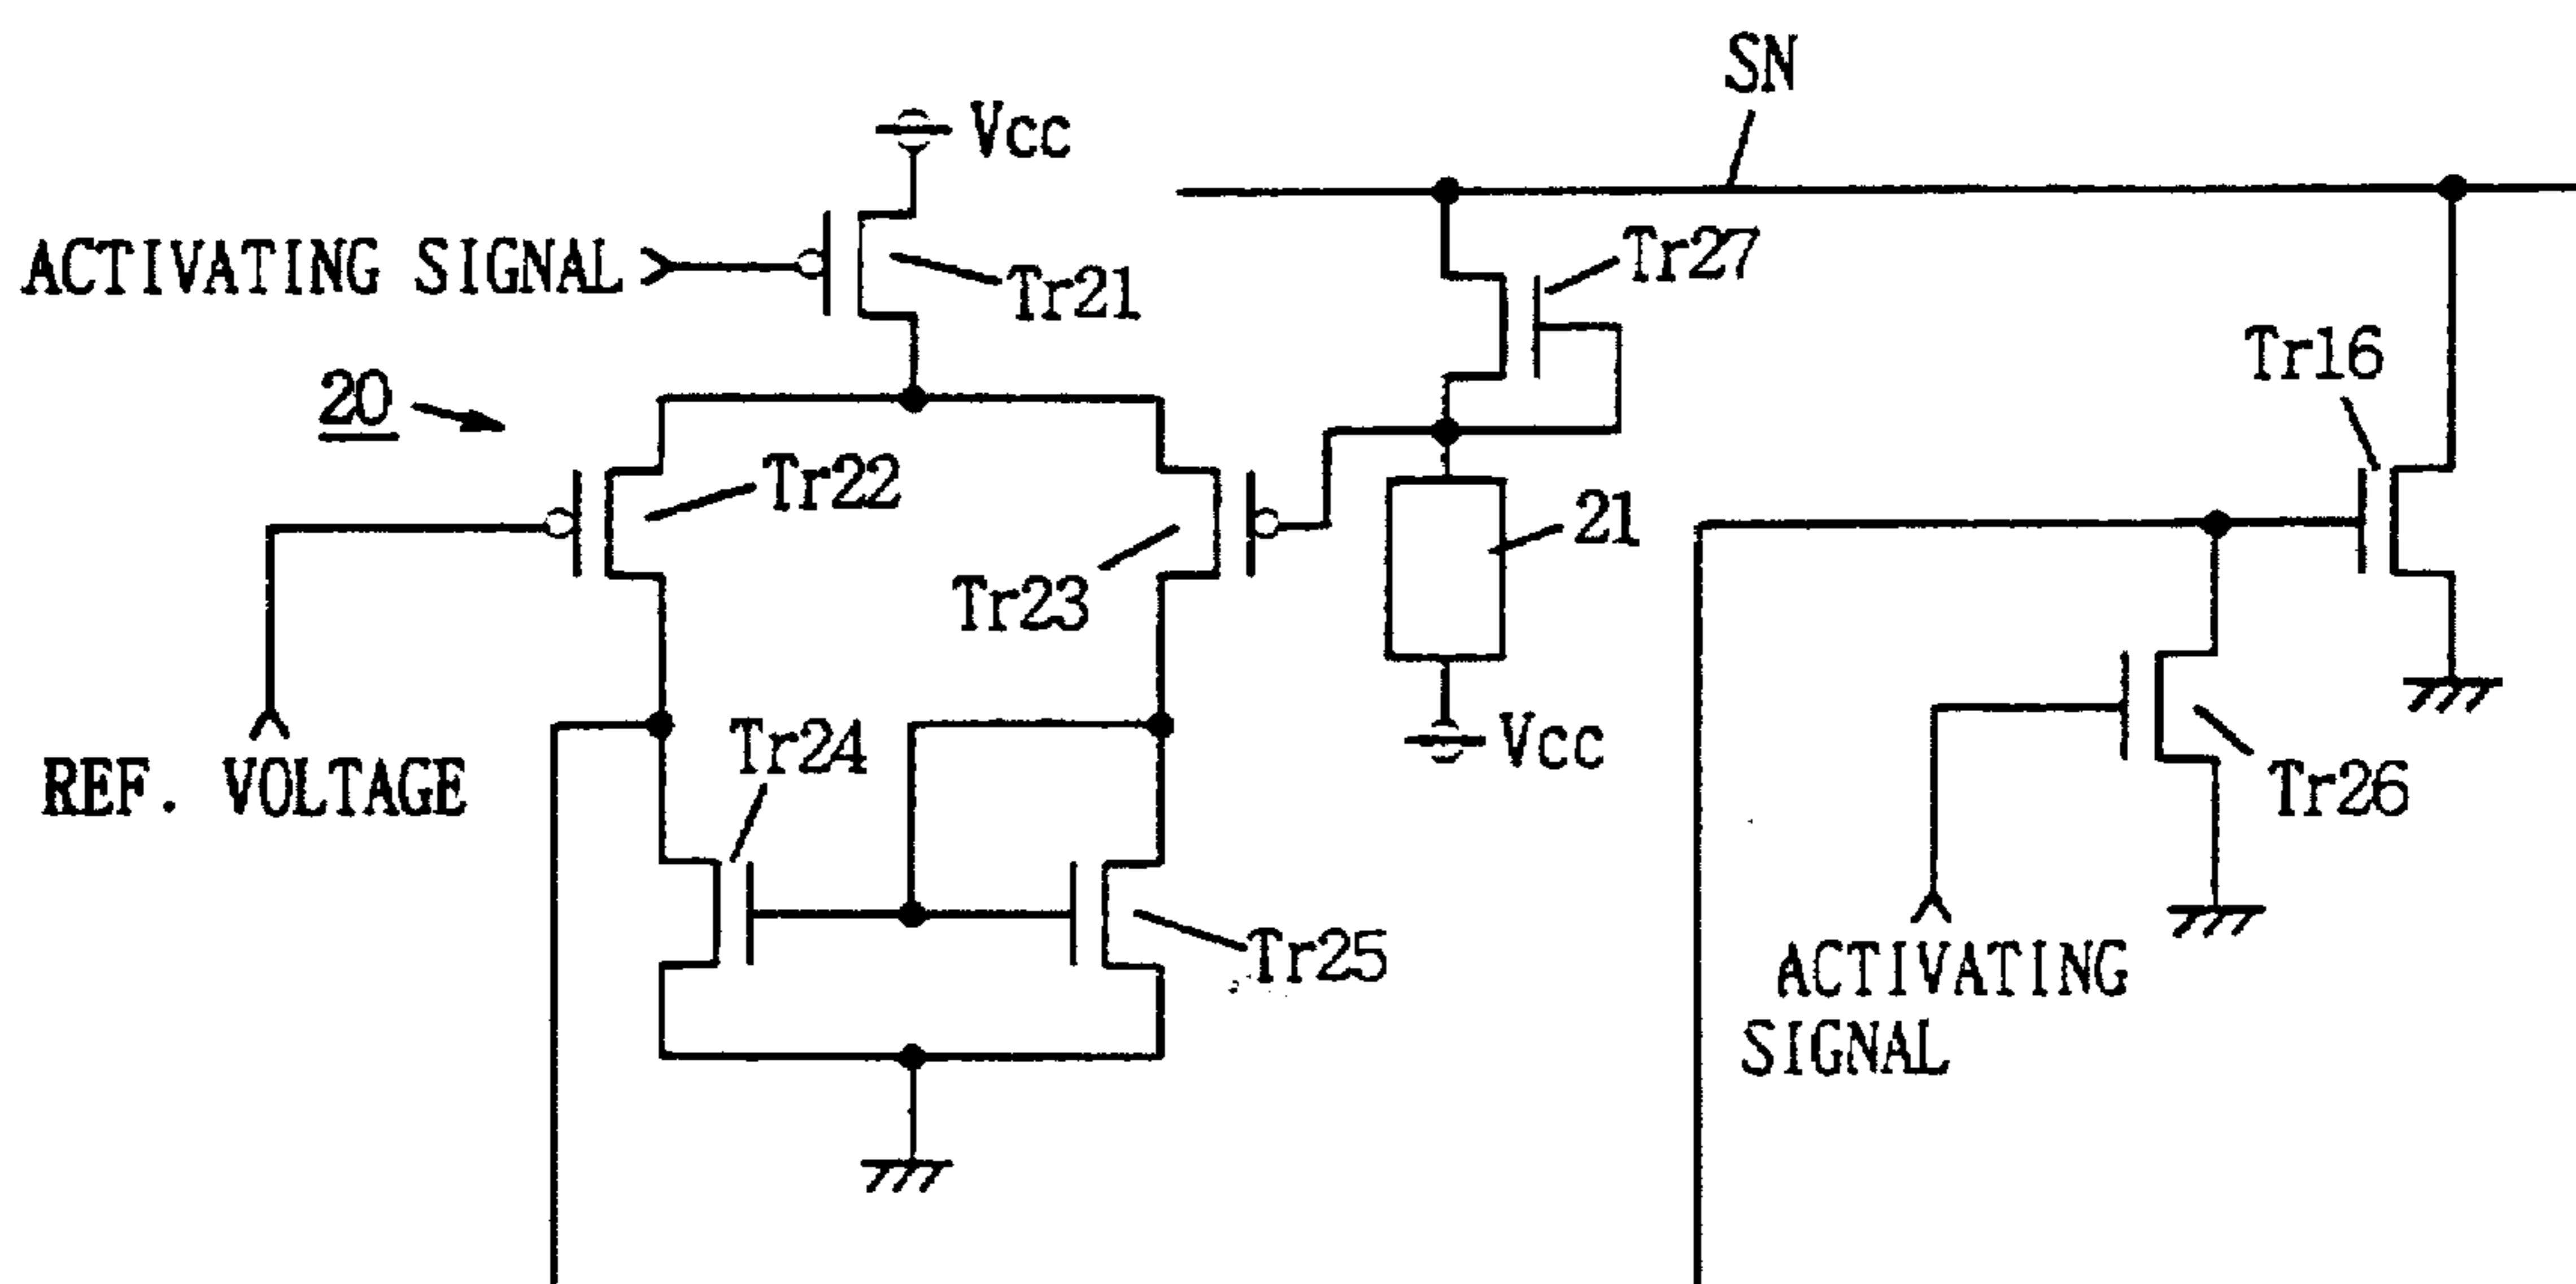 SN
Vcc
ACTIVATING SIGNAL
Tr21
Tr27
Tr16
20
Tr22
21
Tr23
Tr24
Vcc
REF. VOLTAGE
Tr26
Tr25
ACTIVATING
SIGNAL